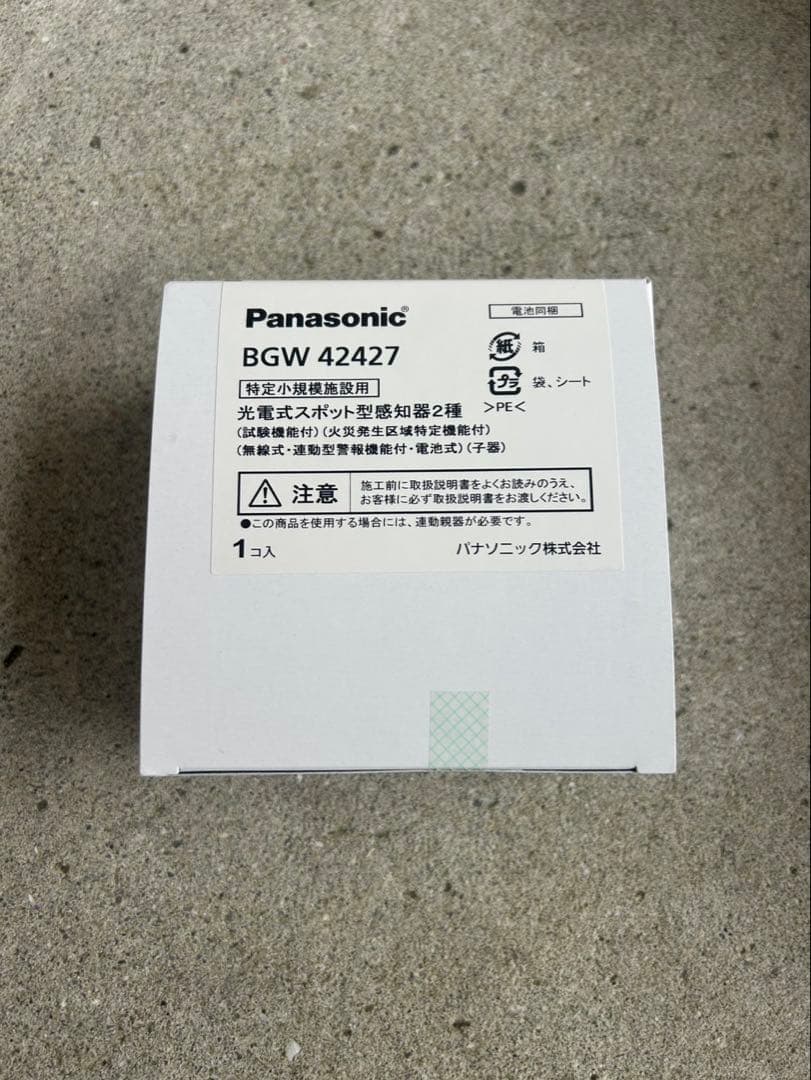 Panasonic®
電池同梱
BGW 42427
紙 箱
特定小規模施設用
プラ 袋、シート
>PE<
光電式スポット型感知器2種
(試験機能付)(火災発生区域特定機能付)
(無線式・連動型警報機能付・電池式)(子器)
注意
施工前に取扱説明書をよくお読みのうえ、
お客様に必ず取扱説明書をお渡しください。
●この商品を使用する場合には、連動親器が必要です。
1コ入
パナソニック株式会社